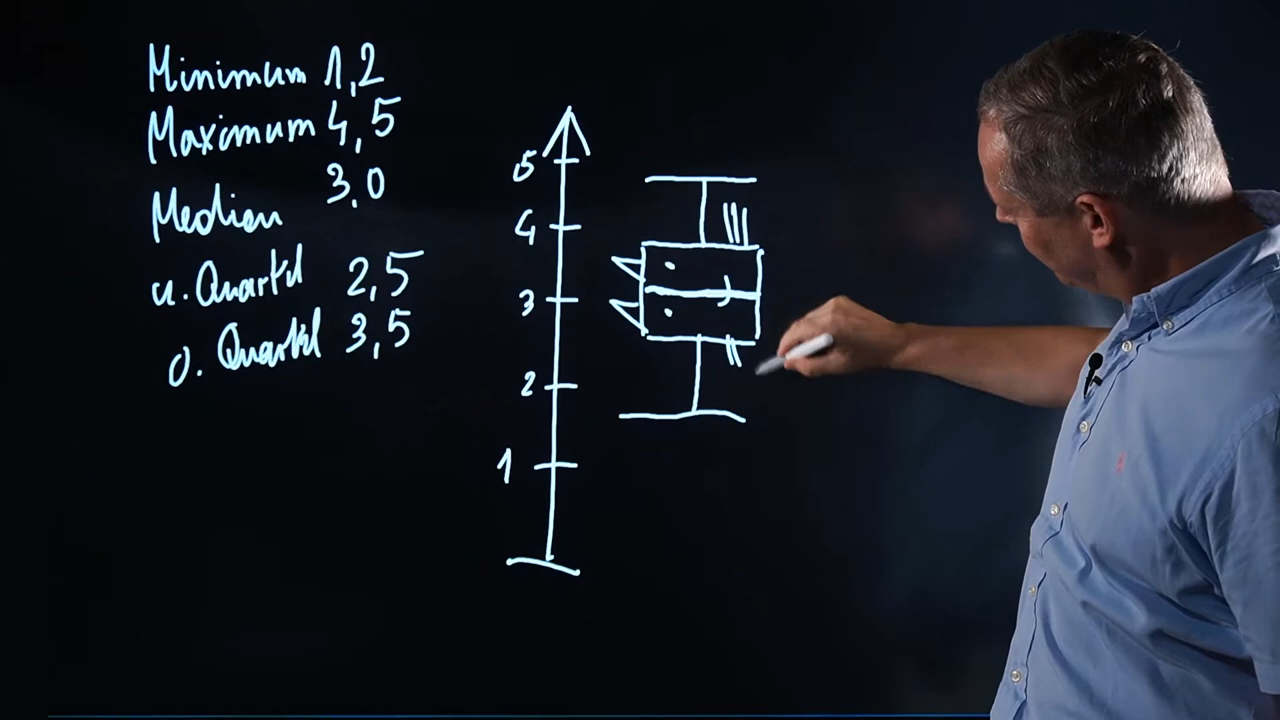 Minimum 1,2
Maximum 4,5
Median 3,0
u. Quartil 2,5
o. Quartil 3,5
5
4
3
2
1